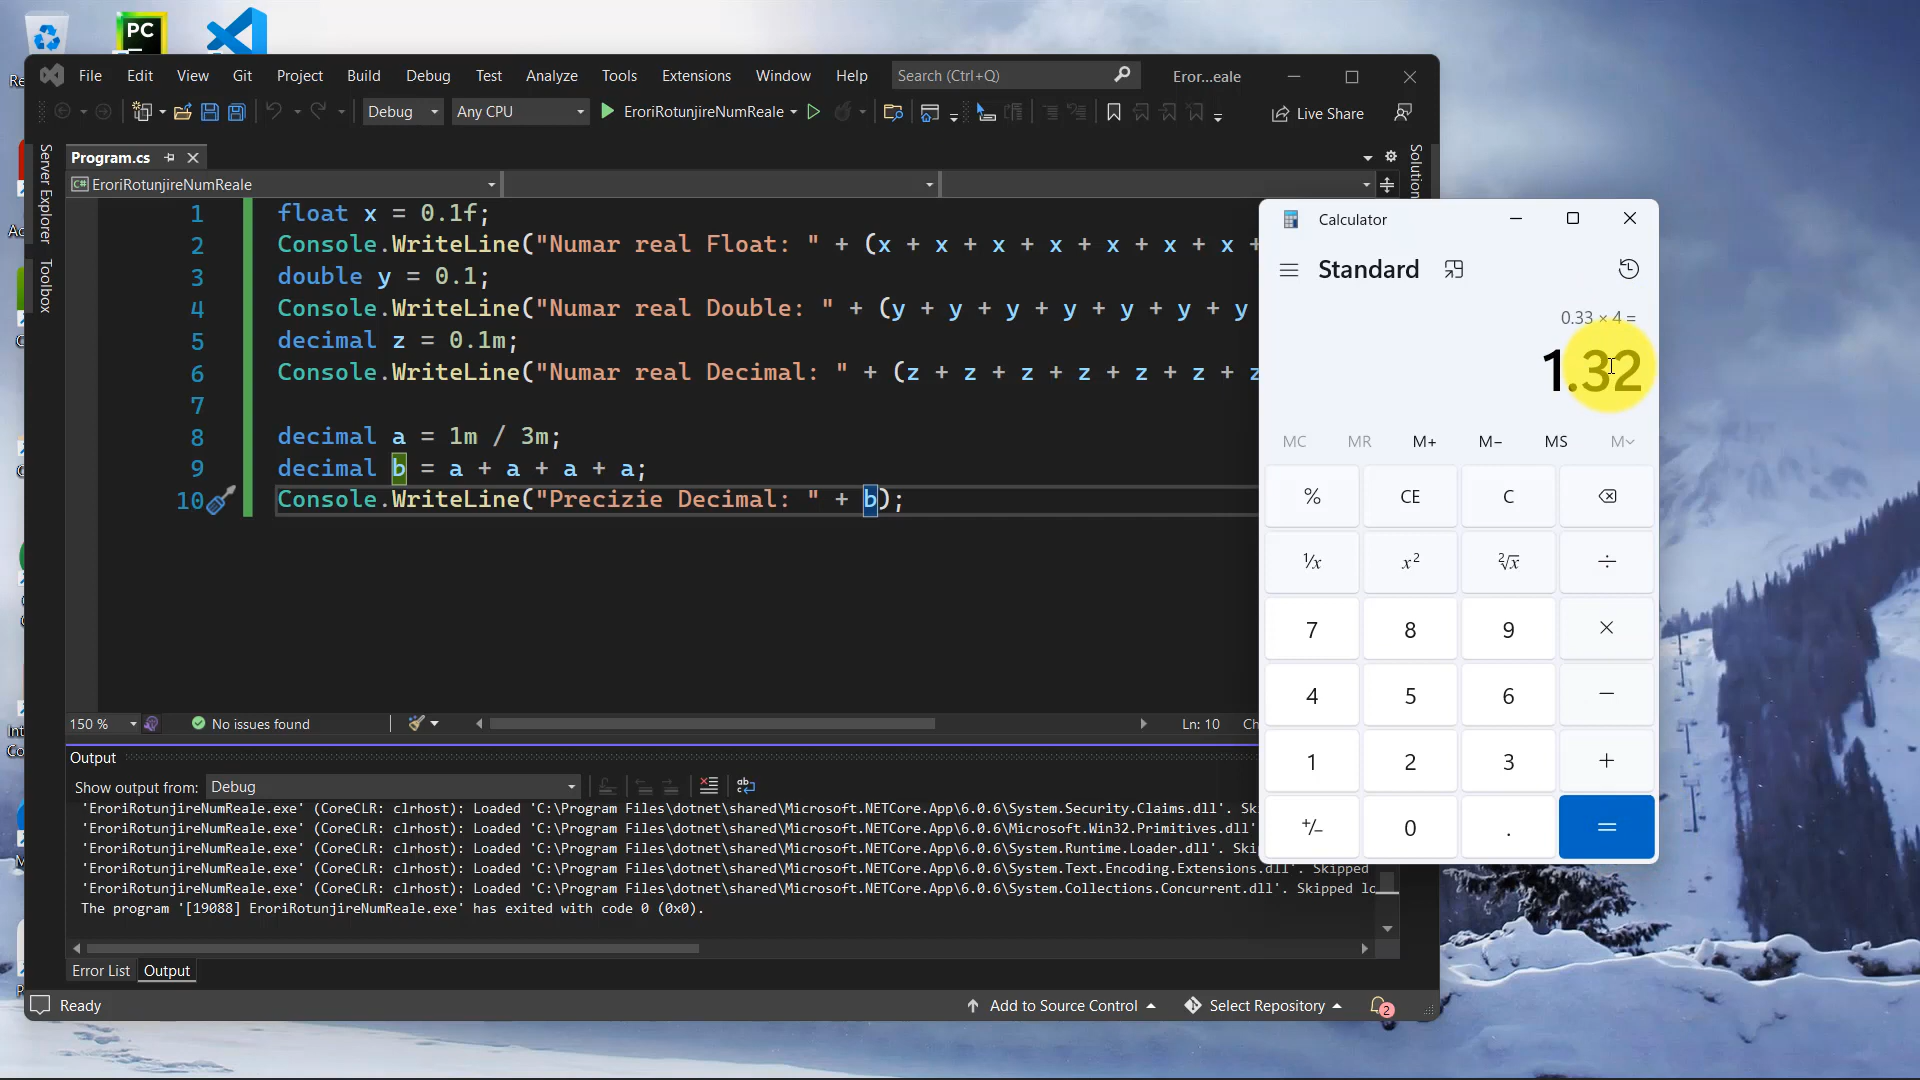 PC
Re
Ac
File Edit View Git Project Build Debug Test Analyze Tools Extensions Window Help Search (Ctrl+Q) Eror...eale
Debug Any CPU EroriRotunjireNumReale Live Share
Server Explorer
Toolbox
Program.cs
Solution
C# EroriRotunjireNumReale
1 float x = 0.1f;
2 Console.WriteLine("Numar real Float: " + (x + x + x + x + x + x + x +
3 double y = 0.1;
4 Console.WriteLine("Numar real Double: " + (y + y + y + y + y + y + y
5 decimal z = 0.1m;
6 Console.WriteLine("Numar real Decimal: " + (z + z + z + z + z + z + z
7
8 decimal a = 1m / 3m;
9 decimal b = a + a + a + a;
10 Console.WriteLine("Precizie Decimal: " + b);
150 % No issues found Ln: 10 Ch
Output
Show output from: Debug
'EroriRotunjireNumReale.exe' (CoreCLR: clrhost): Loaded 'C:\Program Files\dotnet\shared\Microsoft.NETCore.App\6.0.6\System.Security.Claims.dll'. Sk
'EroriRotunjireNumReale.exe' (CoreCLR: clrhost): Loaded 'C:\Program Files\dotnet\shared\Microsoft.NETCore.App\6.0.6\Microsoft.Win32.Primitives.dll'
'EroriRotunjireNumReale.exe' (CoreCLR: clrhost): Loaded 'C:\Program Files\dotnet\shared\Microsoft.NETCore.App\6.0.6\System.Runtime.Loader.dll'. Ski
'EroriRotunjireNumReale.exe' (CoreCLR: clrhost): Loaded 'C:\Program Files\dotnet\shared\Microsoft.NETCore.App\6.0.6\System.Text.Encoding.Extensions.dll'. Skipped
'EroriRotunjireNumReale.exe' (CoreCLR: clrhost): Loaded 'C:\Program Files\dotnet\shared\Microsoft.NETCore.App\6.0.6\System.Collections.Concurrent.dll'. Skipped lo
The program '[19088] EroriRotunjireNumReale.exe' has exited with code 0 (0x0).
Error List Output
Ready Add to Source Control Select Repository 2
Calculator
Standard
0.33 × 4 =
1.32
MC MR M+ M− MS M
% CE C
1/x x2 2√x ÷
7 8 9 ×
4 5 6 −
1 2 3 +
+/− 0 . =